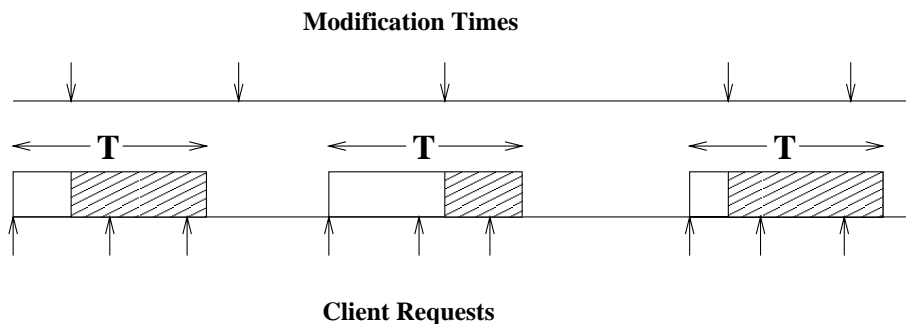 Modification Times
T T T
Client Requests